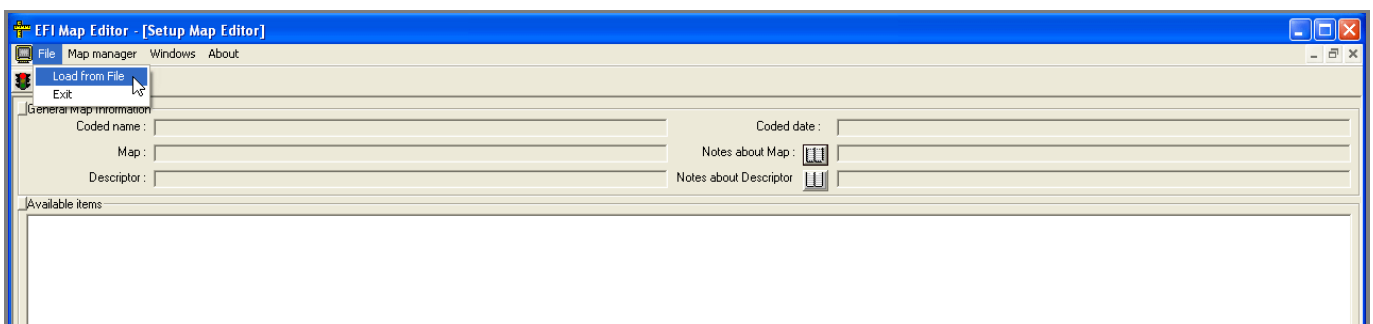 EFI Map Editor - [Setup Map Editor]
File Map manager Windows About
Load from File
Exit
General Map Information
Coded name :
Coded date :
Map :
Notes about Map :
Descriptor :
Notes about Descriptor
Available items